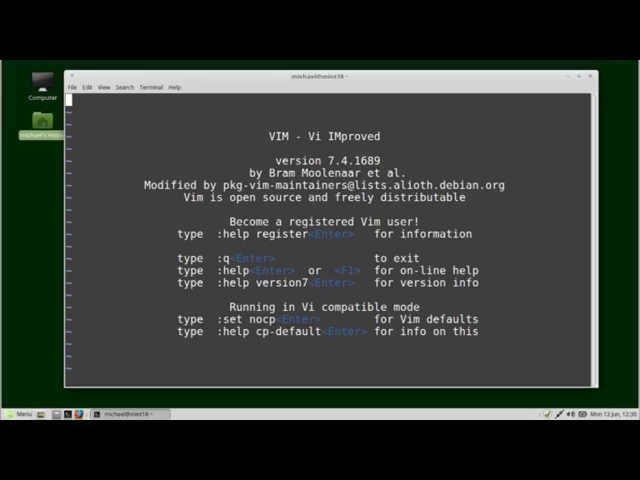 michael@mint18 ~
File Edit View Search Terminal Help
Computer
michael's Home
~
~
~
VIM - Vi IMproved
~
version 7.4.1689
by Bram Moolenaar et al.
Modified by pkg-vim-maintainers@lists.alioth.debian.org
Vim is open source and freely distributable
~
Become a registered Vim user!
type :help register<Enter> for information
~
type :q<Enter> to exit
type :help<Enter> or <F1> for on-line help
type :help version7<Enter> for version info
~
Running in Vi compatible mode
type :set nocp<Enter> for Vim defaults
type :help cp-default<Enter> for info on this
~
~
~
Menu
michael@mint18 ~
Mon 12 Jun, 12:30